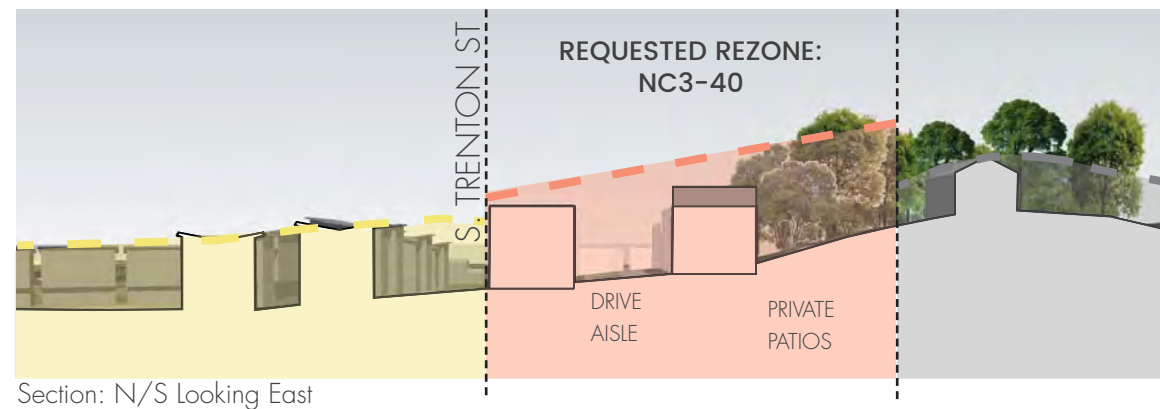 S TRENTON ST
REQUESTED REZONE:
NC3-40
DRIVE
AISLE
PRIVATE
PATIOS
Section: N/S Looking East